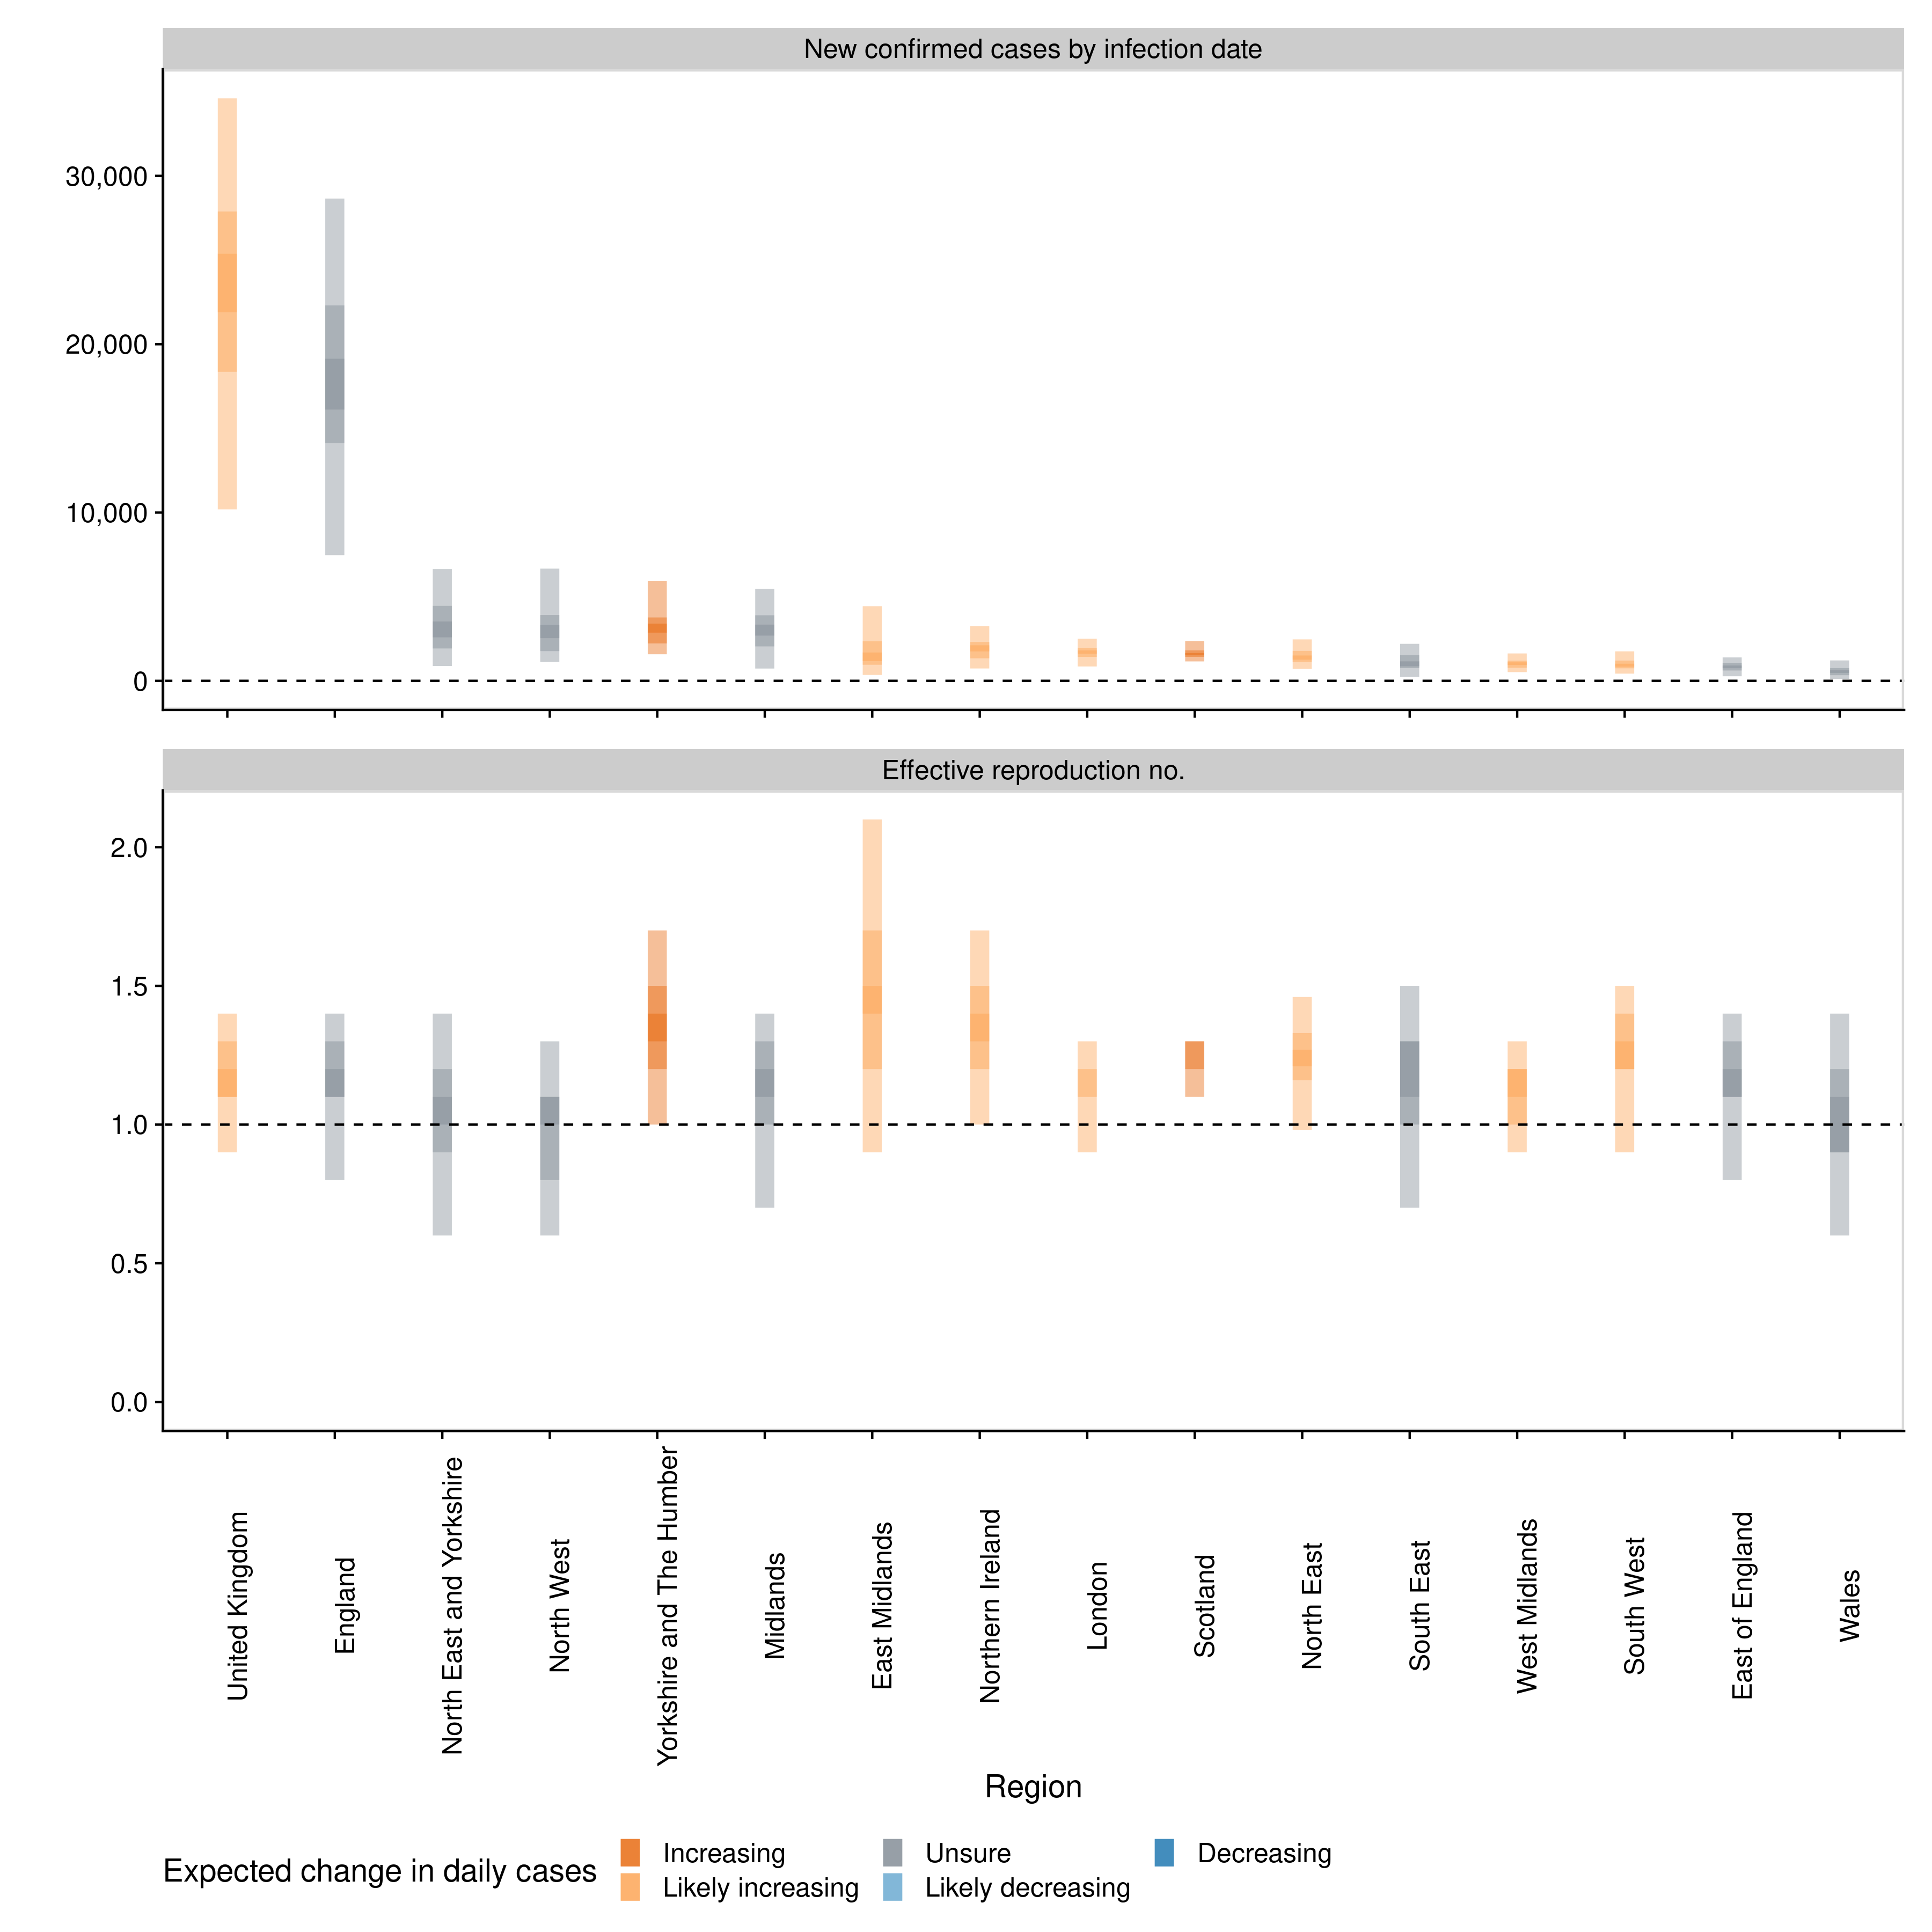 New confirmed cases by infection date
30,000
20,000
10,000
0
Effective reproduction no.
2.0
1.5
1.0
0.5
0.0
United Kingdom
England
North East and Yorkshire
North West
Yorkshire and The Humber
Midlands
East Midlands
Northern Ireland
London
Scotland
North East
South East
West Midlands
South West
East of England
Wales
Region
Expected change in daily cases
Increasing
Likely increasing
Unsure
Likely decreasing
Decreasing